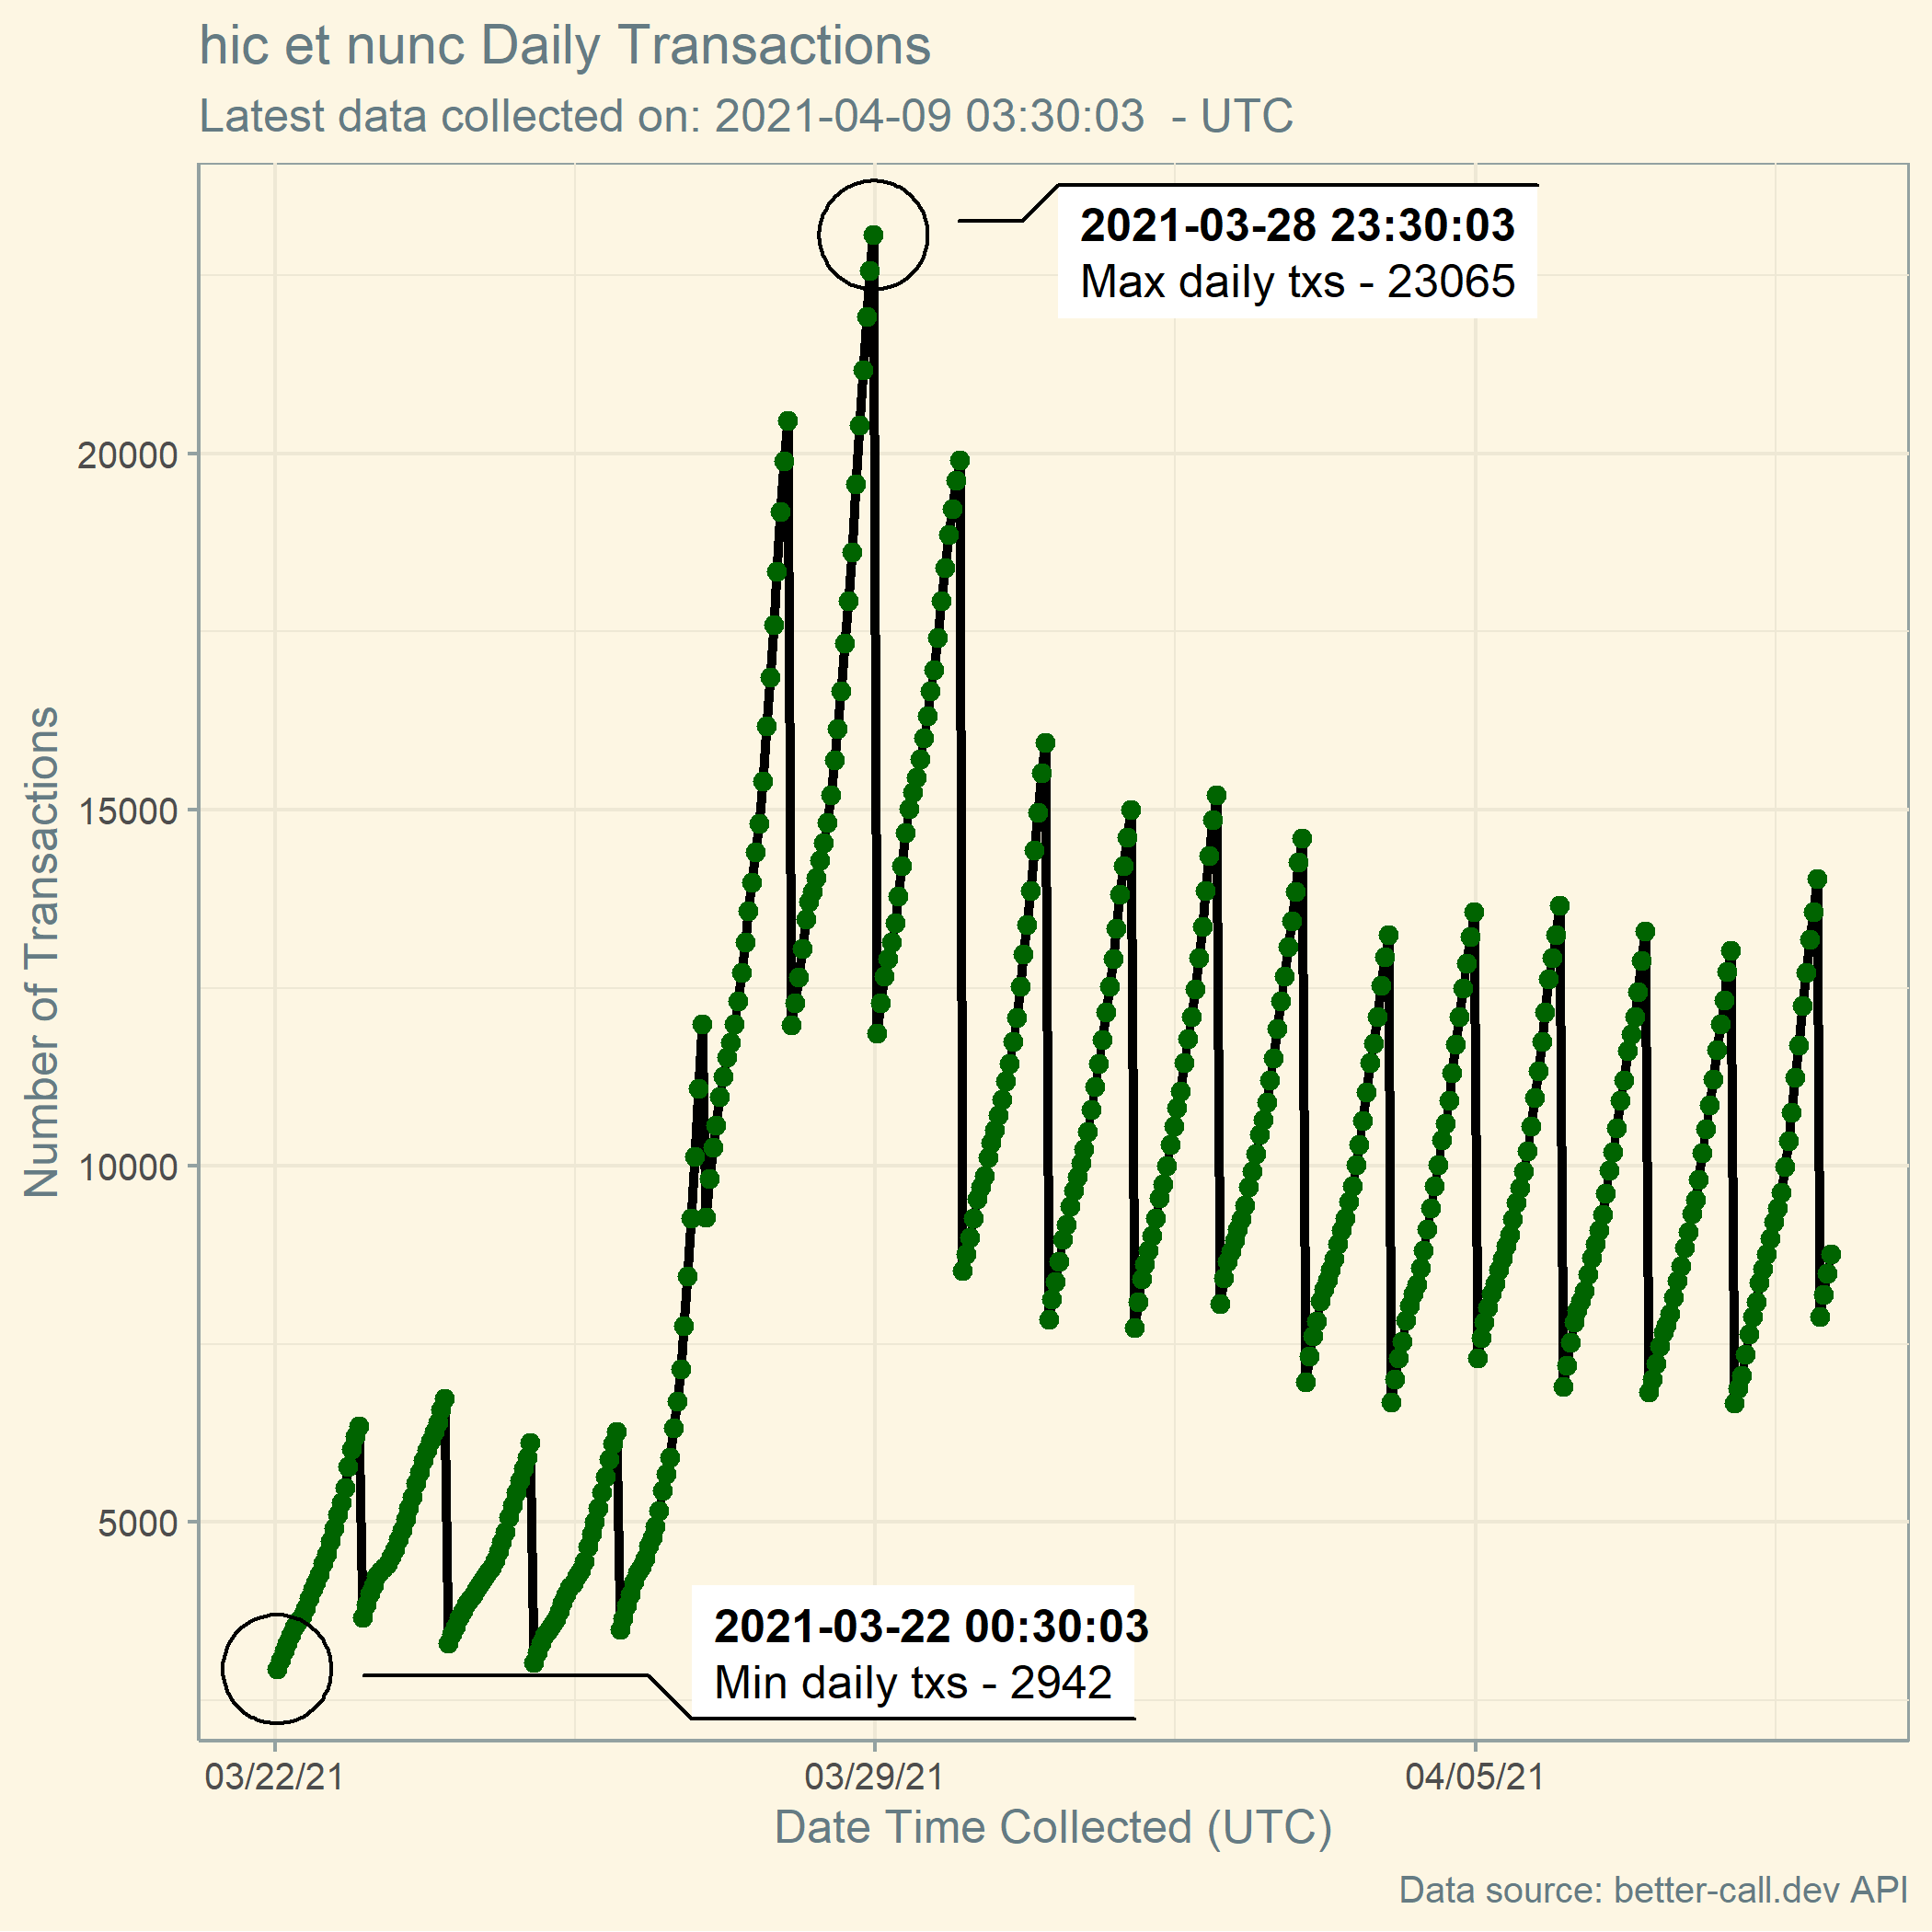 hic et nunc Daily Transactions
Latest data collected on: 2021-04-09 03:30:03  - UTC
2021-03-28 23:30:03
Max daily txs - 23065
Number of Transactions
20000
15000
10000
5000
2021-03-22 00:30:03
Min daily txs - 2942
03/22/21
03/29/21
04/05/21
Date Time Collected (UTC)
Data source: better-call.dev API